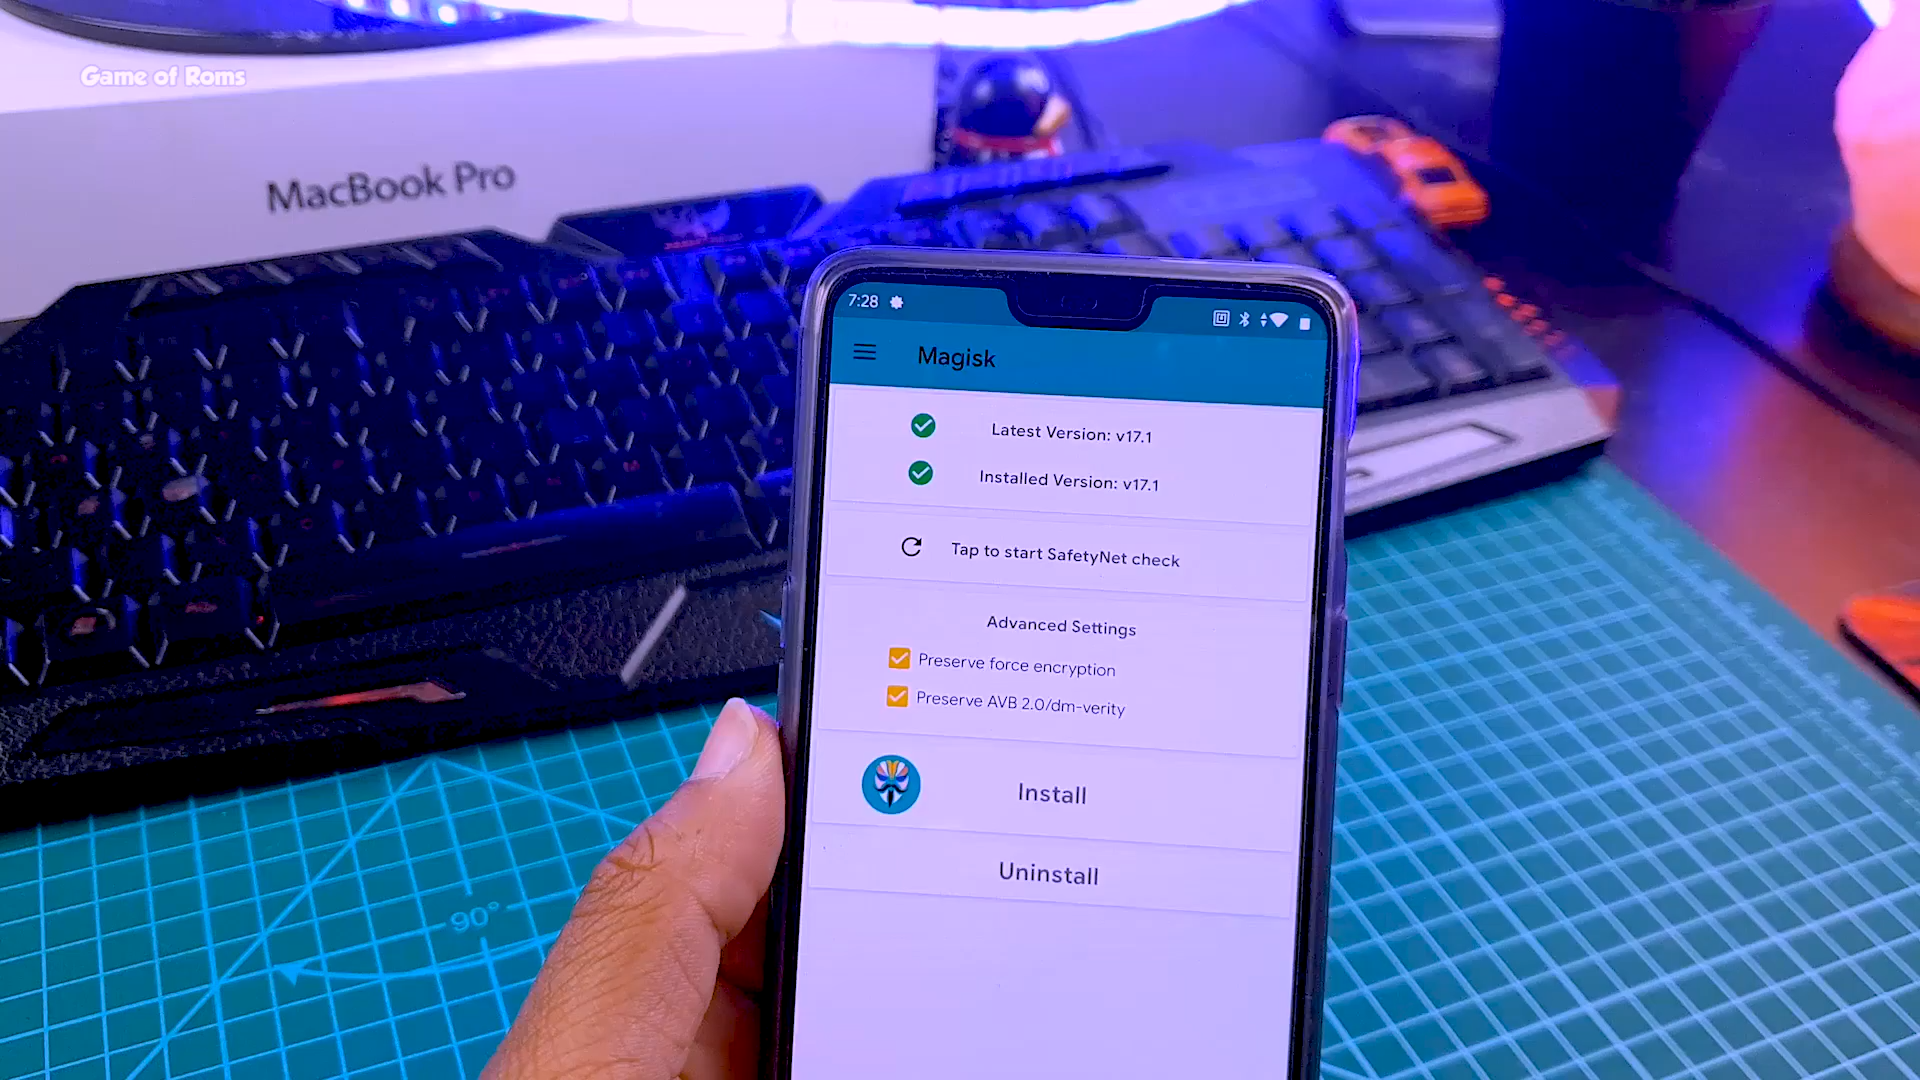 Game of Roms
MacBook Pro
7:28
Magisk
Latest Version: v17.1
Installed Version: v17.1
Tap to start SafetyNet check
Advanced Settings
Preserve force encryption
Preserve AVB 2.0/dm-verity
Install
Uninstall
90°